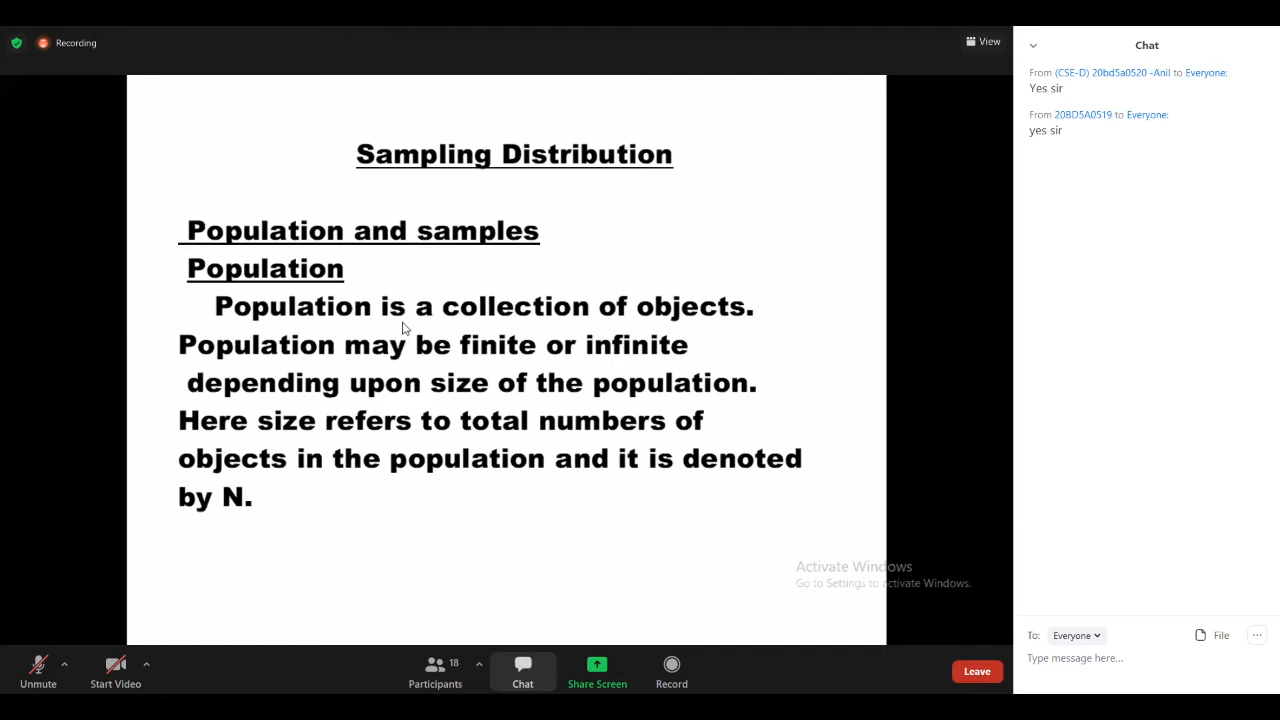 Recording
View
Sampling Distribution
Population and samples
Population
Population is a collection of objects.
Population may be finite or infinite
depending upon size of the population.
Here size refers to total numbers of
objects in the population and it is denoted
by N.
Activate Windows
Go to Settings to activate Windows.
Unmute
Start Video
18
Participants
Chat
Share Screen
Record
Leave
Chat
From (CSE-D) 20bd5a0520 -Anil to Everyone:
Yes sir
From 20BD5A0519 to Everyone:
yes sir
To: Everyone
File
Type message here...